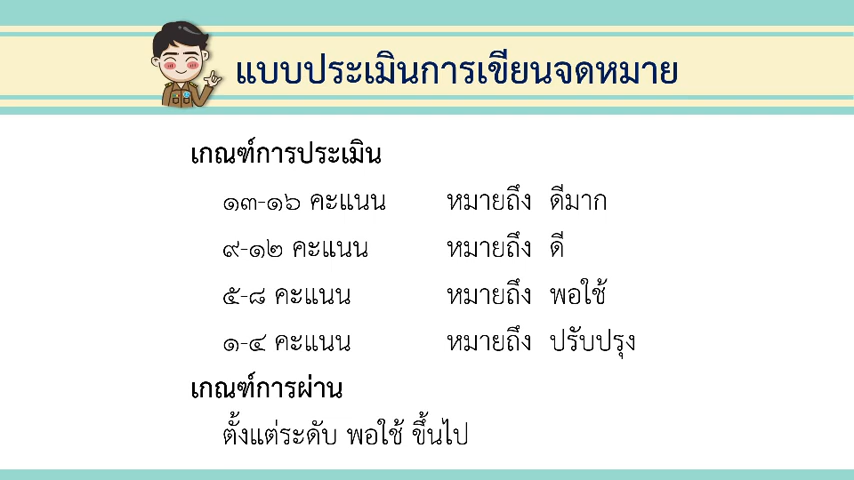 แบบประเมินการเขียนจดหมาย
เกณฑ์การประเมิน
๑๓-๑๖ คะแนน หมายถึง ดีมาก
๙-๑๒ คะแนน หมายถึง ดี
๕-๘ คะแนน หมายถึง พอใช้
๑-๔ คะแนน หมายถึง ปรับปรุง
เกณฑ์การผ่าน
ตั้งแต่ระดับ พอใช้ ขึ้นไป